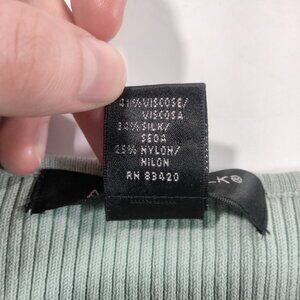 41% VISCOSE/
VISCOSA
34% SILK/
SEDA
25% NYLON/
NILON
RN 83420